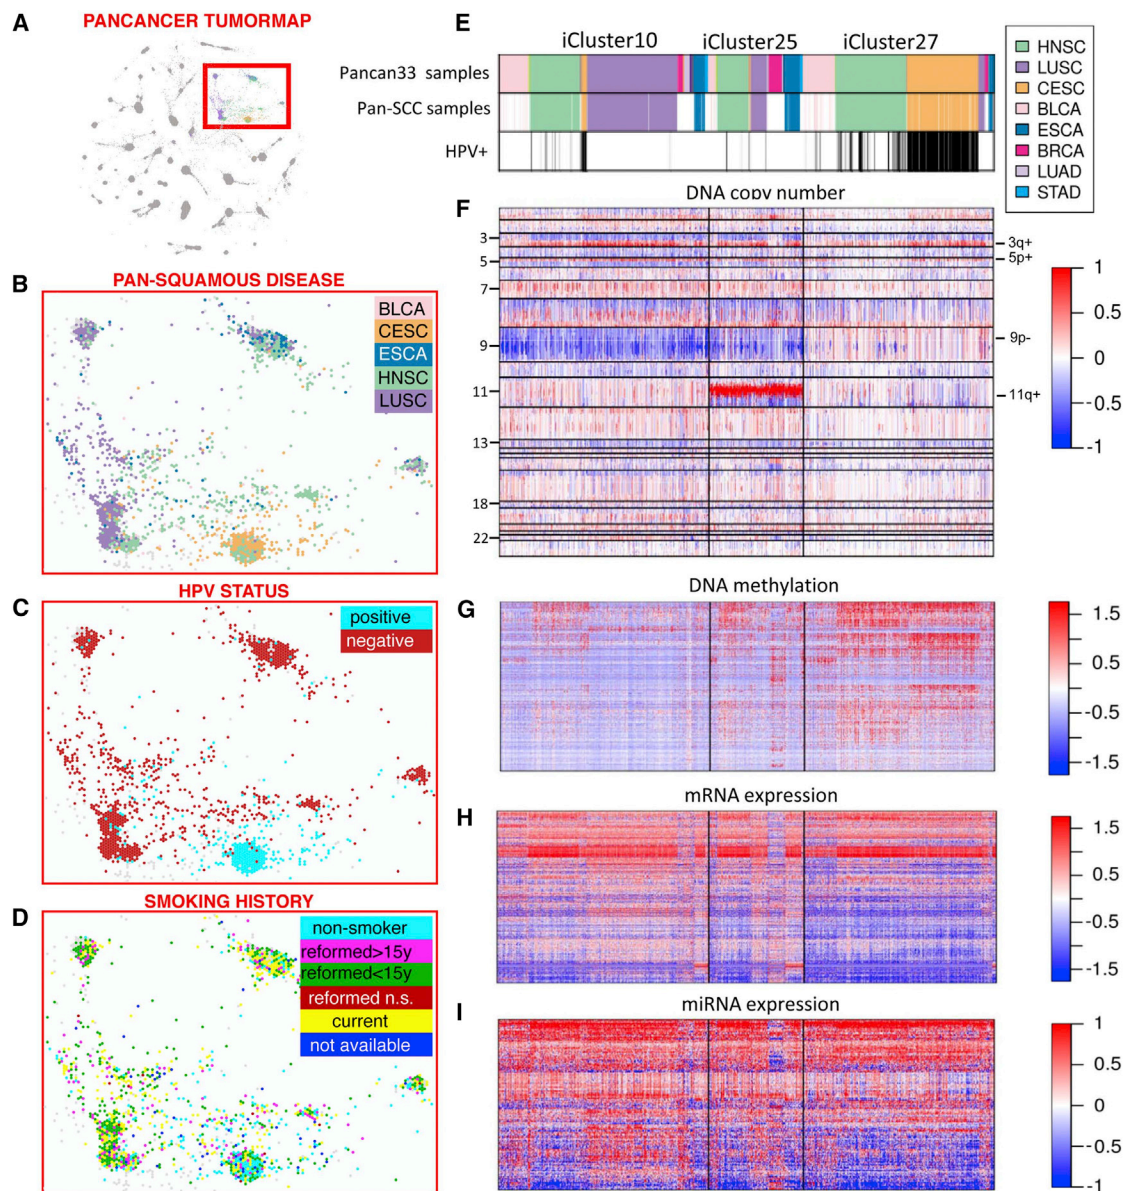 A
PANCANCER TUMORMAP
B
PAN-SQUAMOUS DISEASE
BLCA
CESC
ESCA
HNSC
LUSC
C
HPV STATUS
positive
negative
D
SMOKING HISTORY
non-smoker
reformed>15y
reformed<15y
reformed n.s.
current
not available
E
iCluster10 iCluster25 iCluster27
Pancan33 samples
Pan-SCC samples
HPV+
HNSC
LUSC
CESC
BLCA
ESCA
BRCA
LUAD
STAD
F
DNA copy number
3
5
7
9
11
13
18
22
3q+
5p+
9p-
11q+
1
0.5
0
-0.5
-1
G
DNA methylation
1.5
0.5
-0.5
-1.5
H
mRNA expression
1.5
0.5
-0.5
-1.5
I
miRNA expression
1
0.5
0
-0.5
-1